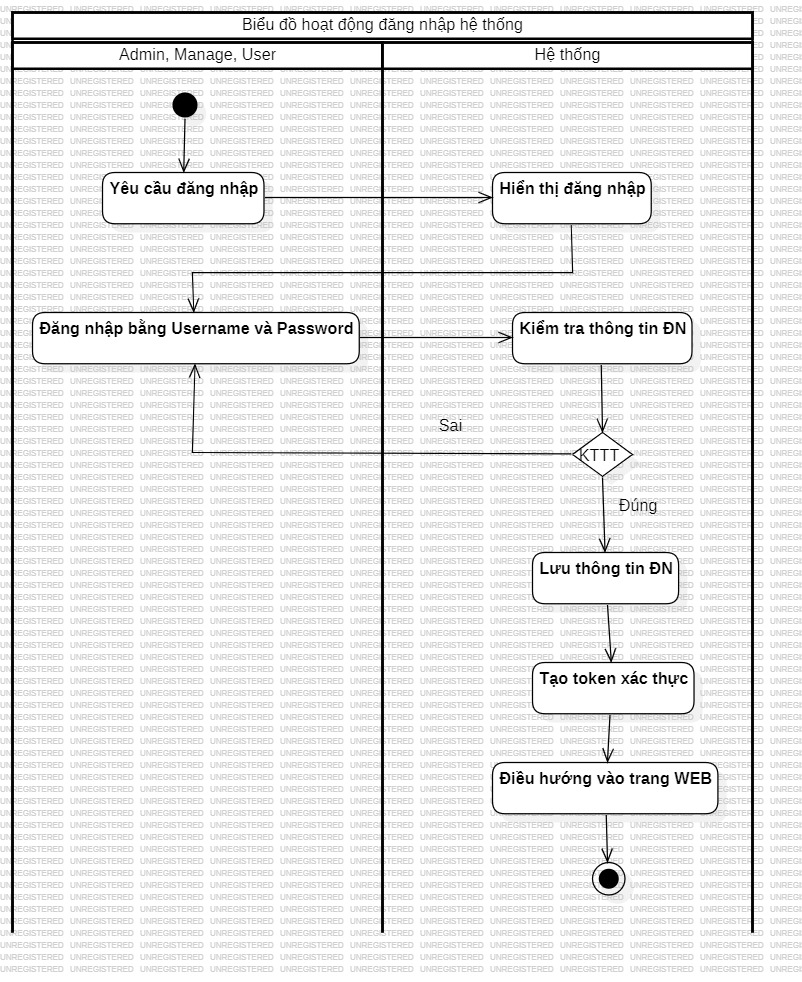 Biểu đồ hoạt động đăng nhập hệ thống
Admin, Manage, User
Hệ thống
Yêu cầu đăng nhập
Hiển thị đăng nhập
Đăng nhập bằng Username và Password
Kiểm tra thông tin ĐN
Sai
KTTT
Đúng
Lưu thông tin ĐN
Tạo token xác thực
Điều hướng vào trang WEB
UNREGISTERED